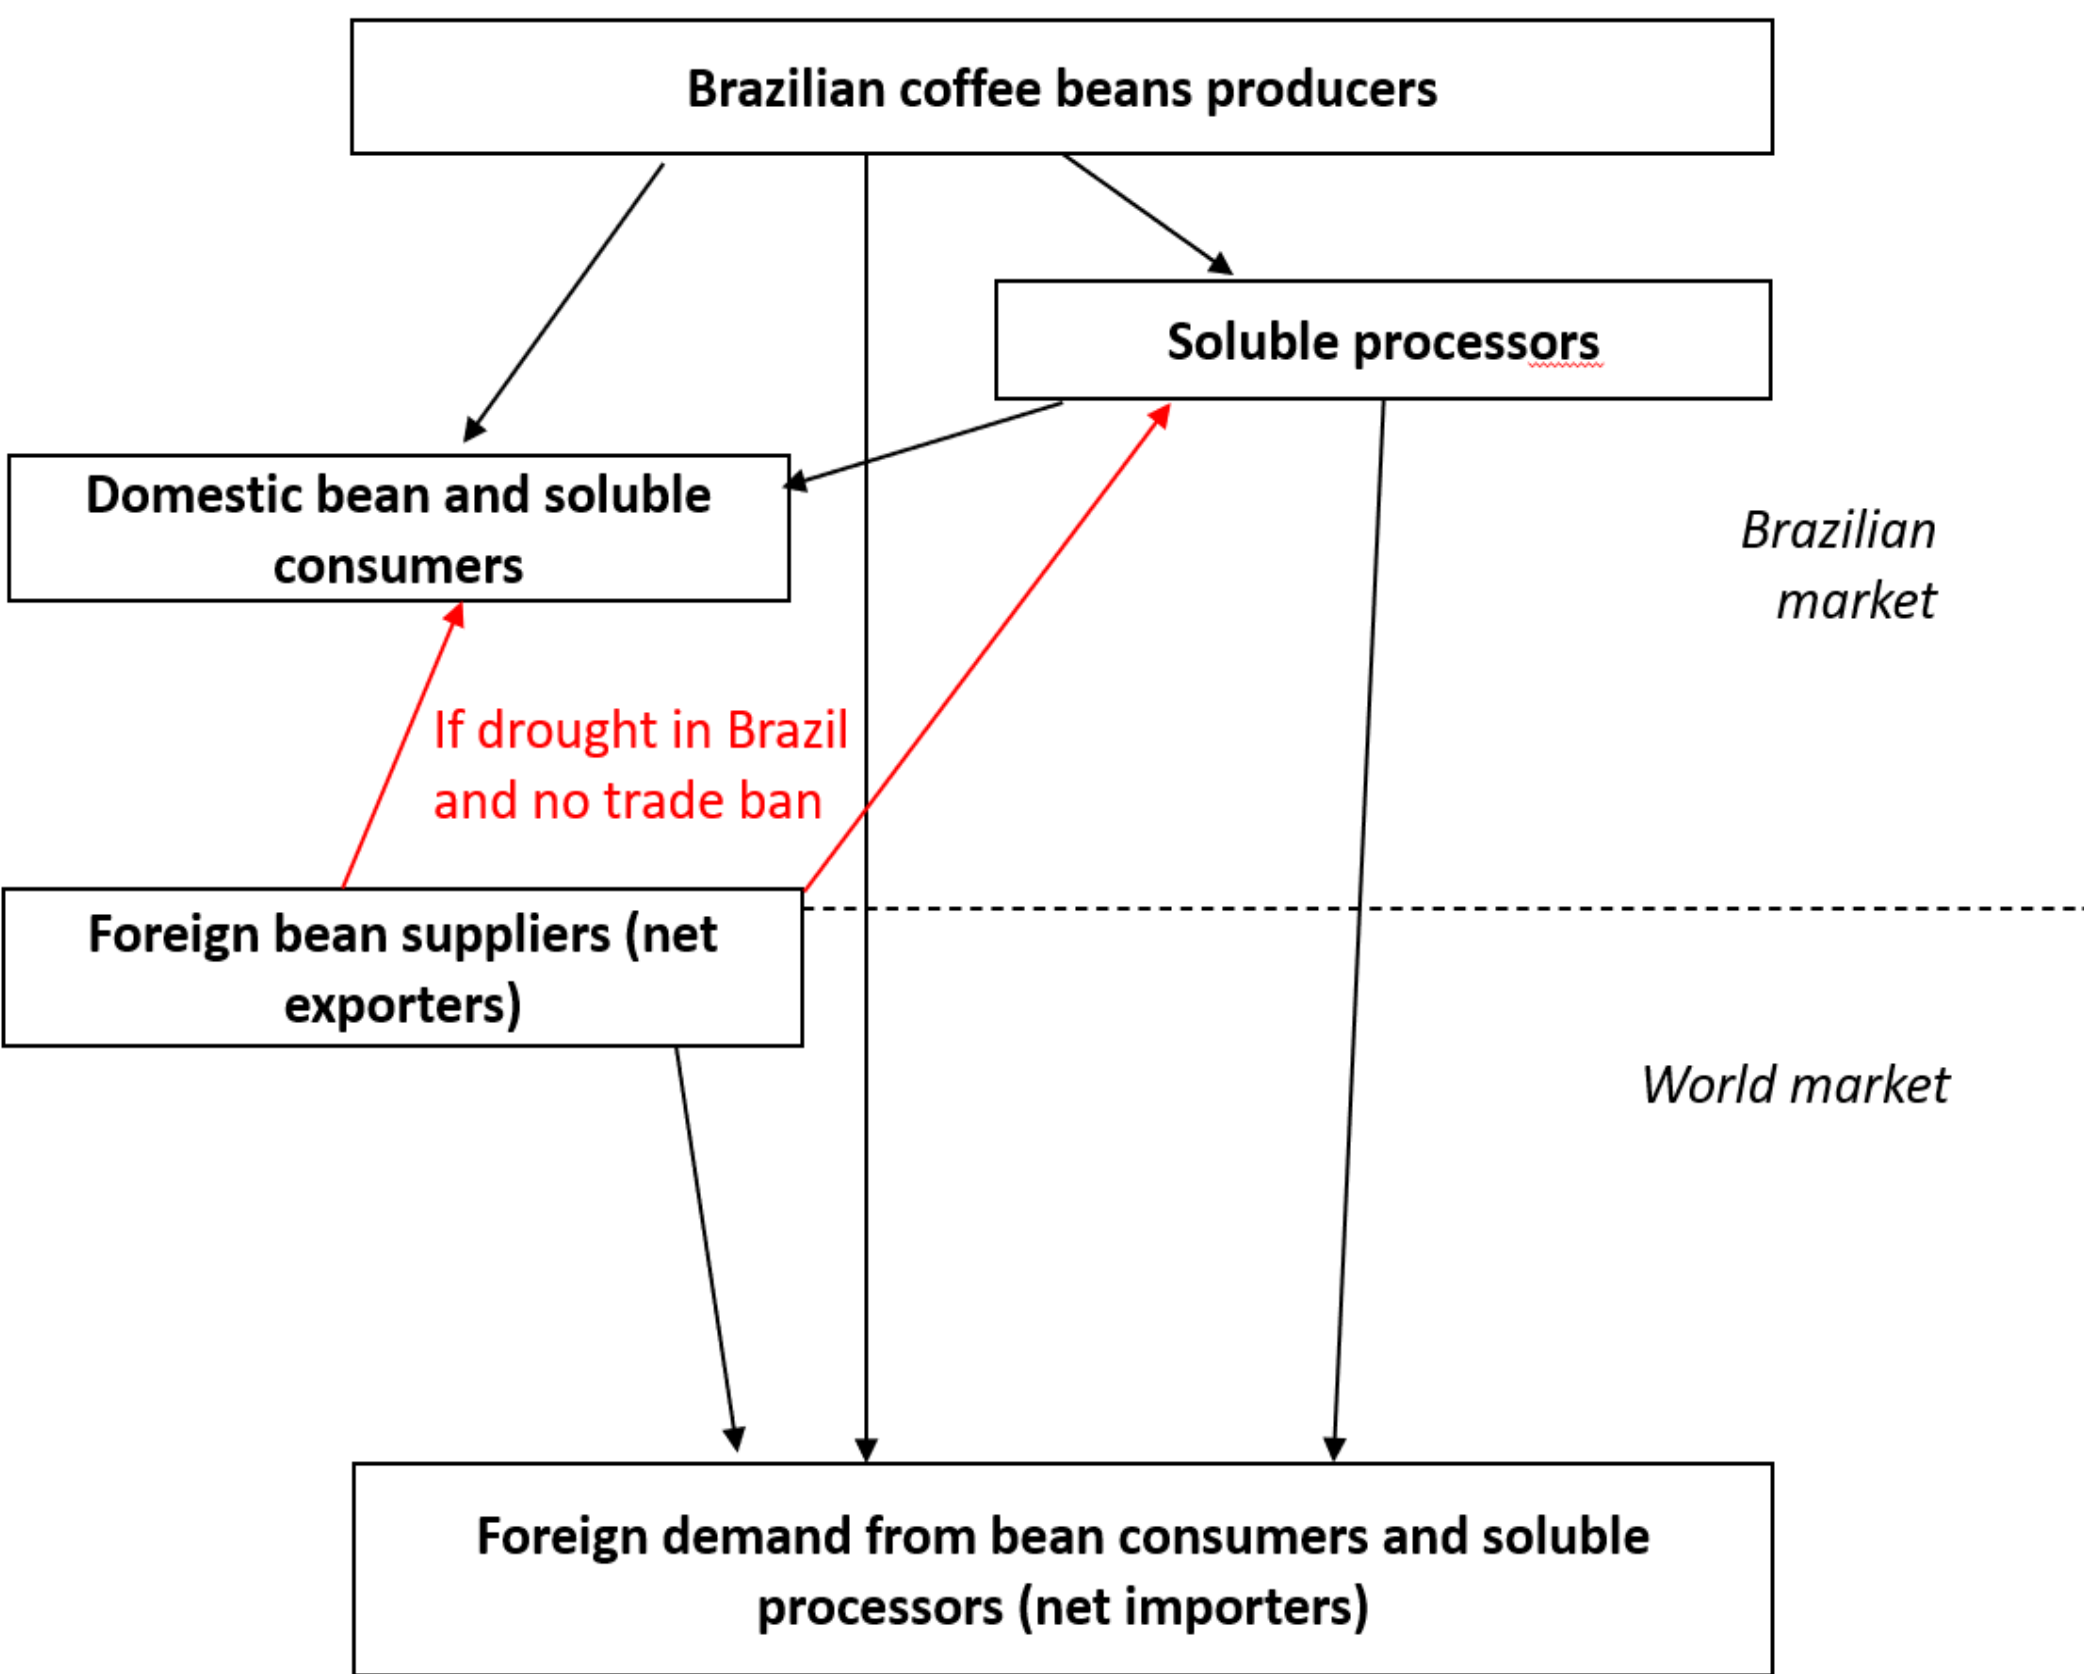 Brazilian coffee beans producers
Soluble processors
Domestic bean and soluble
consumers
Brazilian
market
If drought in Brazil
and no trade ban
Foreign bean suppliers (net
exporters)
World market
Foreign demand from bean consumers and soluble
processors (net importers)